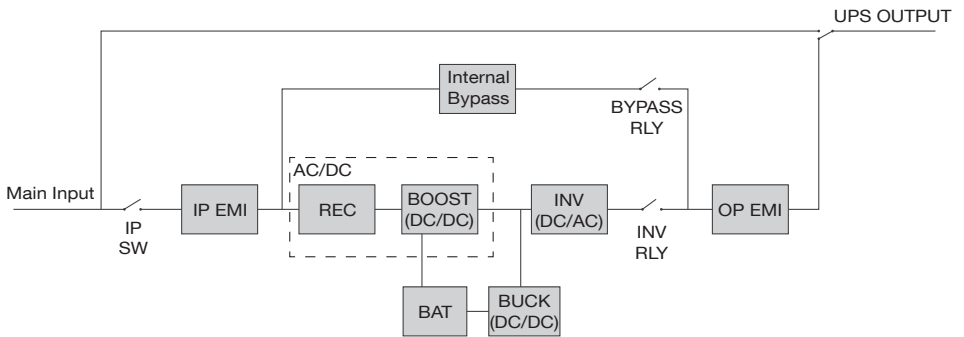 UPS OUTPUT
Internal
Bypass
BYPASS
RLY
AC/DC
Main Input
IP EMI
REC
BOOST
(DC/DC)
INV
(DC/AC)
OP EMI
IP
SW
INV
RLY
BAT
BUCK
(DC/DC)